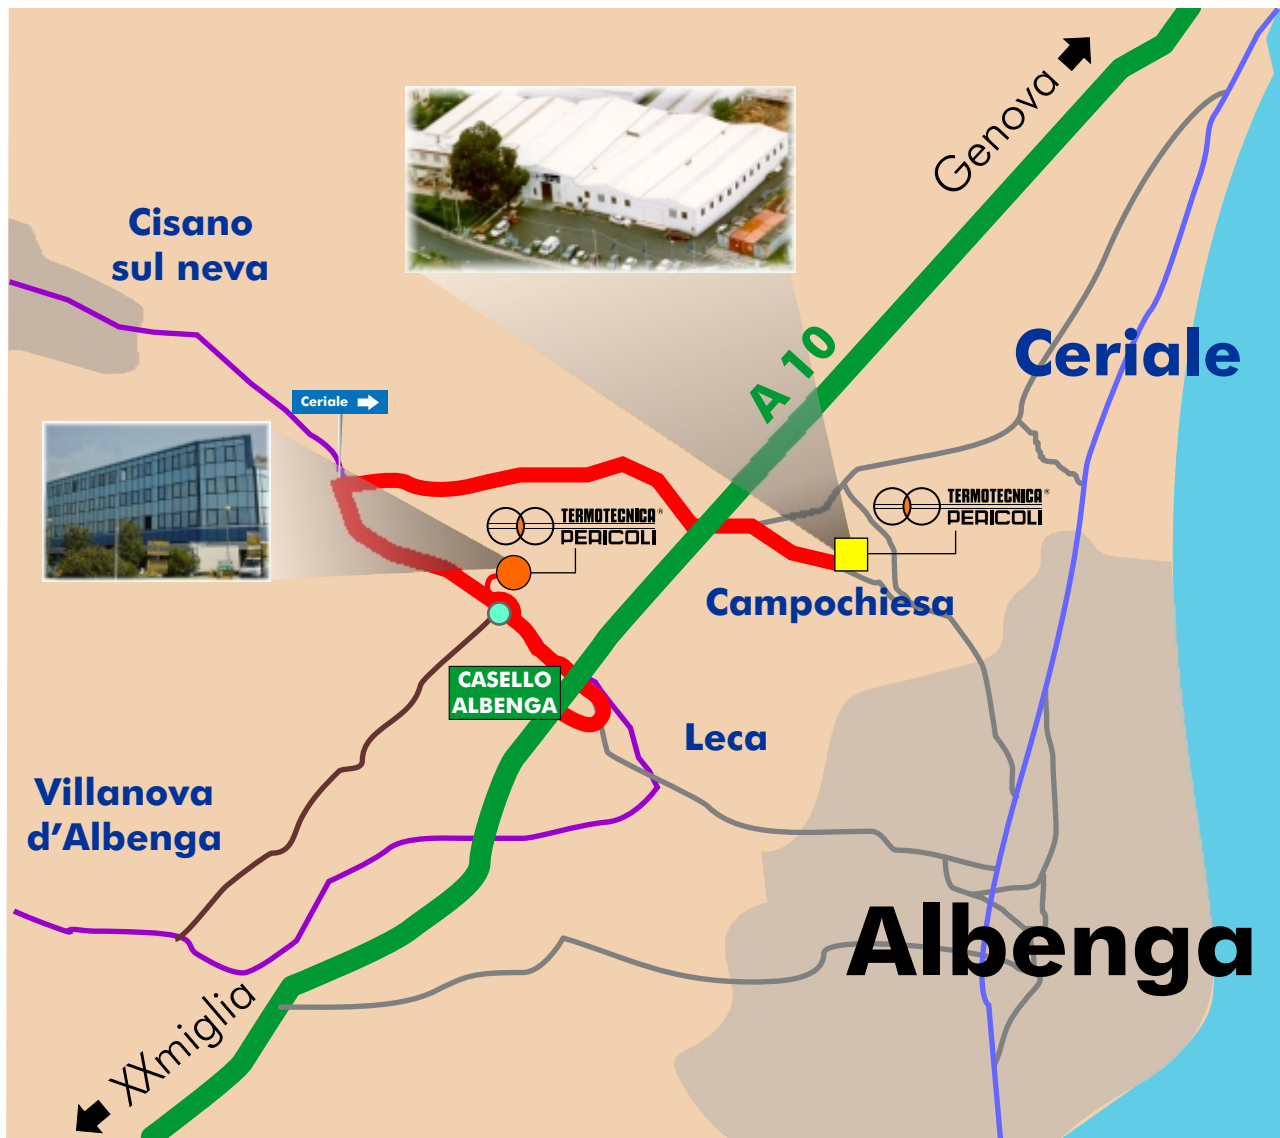 Genova
Cisano
sul neva
A 10
Ceriale
Ceriale
TERMOTECNICA®
PERICOLI
TERMOTECNICA®
PERICOLI
Campochiesa
CASELLO
ALBENGA
Leca
Villanova
d'Albenga
Albenga
XXmiglia